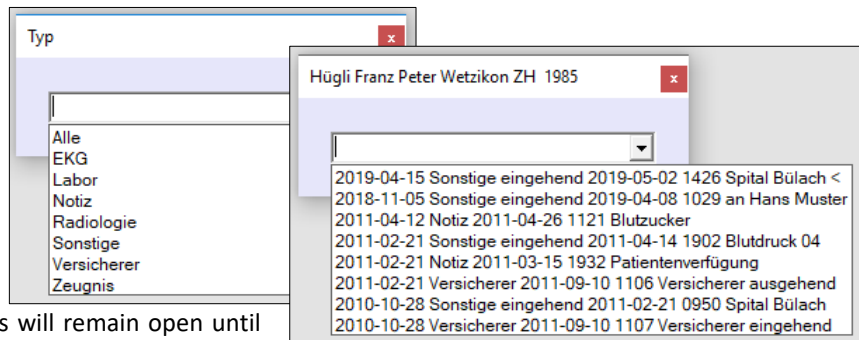 Typ
x
Alle
EKG
Labor
Notiz
Radiologie
Sonstige
Versicherer
Zeugnis
Hügli Franz Peter Wetzikon ZH 1985
x
2019-04-15 Sonstige eingehend 2019-05-02 1426 Spital Bülach <
2018-11-05 Sonstige eingehend 2019-04-08 1029 an Hans Muster
2011-04-12 Notiz 2011-04-26 1121 Blutzucker
2011-02-21 Sonstige eingehend 2011-04-14 1902 Blutdruck 04
2011-02-21 Notiz 2011-03-15 1932 Patientenverfügung
2011-02-21 Versicherer 2011-09-10 1106 Versicherer ausgehend
2010-10-28 Sonstige eingehend 2011-02-21 0950 Spital Bülach
2010-10-28 Versicherer 2011-09-10 1107 Versicherer eingehend
s will remain open until